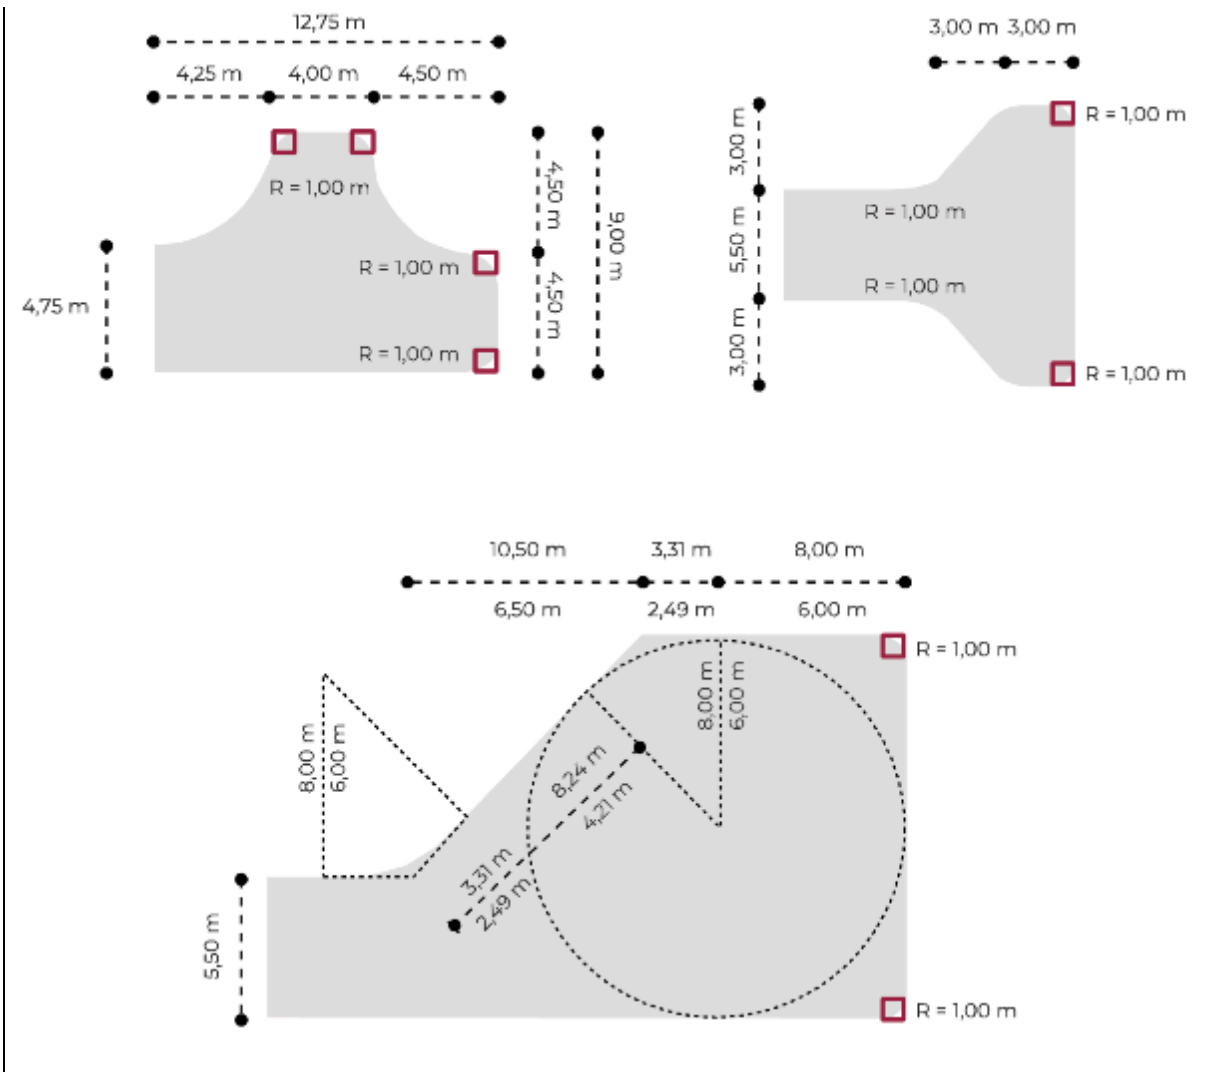 12,75 m
4,25 m
4,00 m
4,50 m
R = 1,00 m
R = 1,00 m
R = 1,00 m
4,75 m
4,50 m
4,50 m
9,00 m
3,00 m
3,00 m
3,00 m
5,50 m
3,00 m
R = 1,00 m
R = 1,00 m
R = 1,00 m
R = 1,00 m
10,50 m
3,31 m
8,00 m
6,50 m
2,49 m
6,00 m
R = 1,00 m
8,00 m
6,00 m
8,00 m
6,00 m
8,24 m
4,21 m
3,31 m
2,49 m
5,50 m
R = 1,00 m